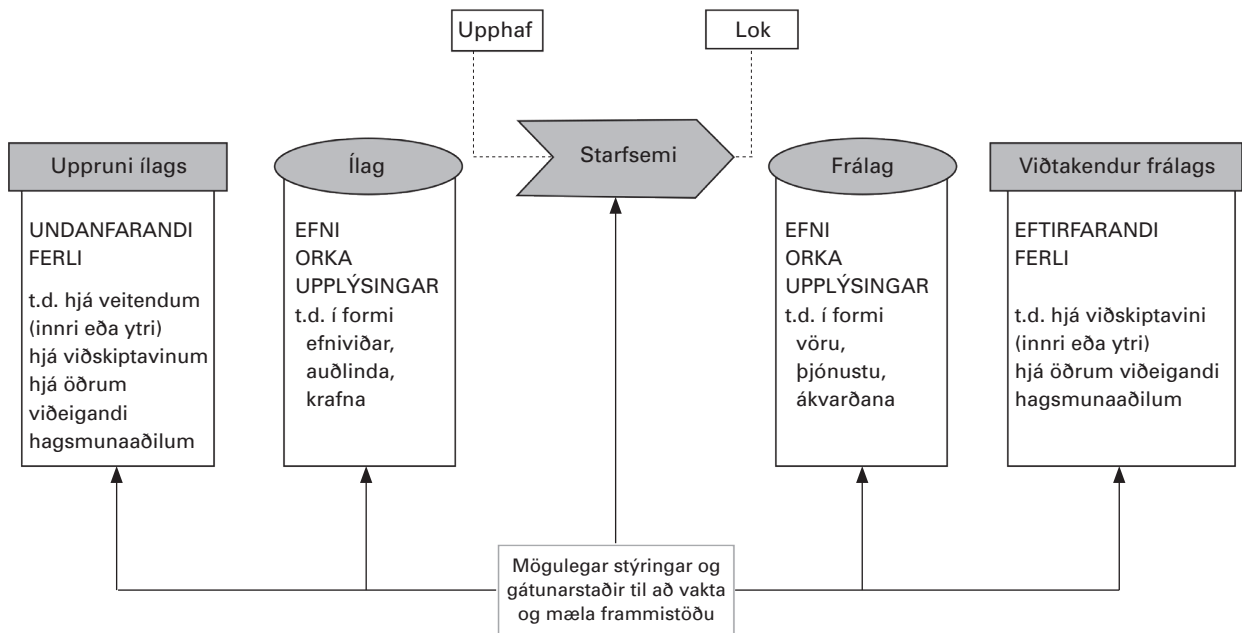 Upphaf
Lok
Starfsemi
Uppruni ílags
UNDANFARANDI
FERLI
t.d. hjá veitendum
(innri eða ytri)
hjá viðskiptavinum
hjá öðrum
viðeigandi
hagsmunaaðilum
Ílag
EFNI
ORKA
UPPLÝSINGAR
t.d. í formi
efniviðar,
auðlinda,
krafna
Frálag
EFNI
ORKA
UPPLÝSINGAR
t.d. í formi
vöru,
þjónustu,
ákvarðana
Viðtakendur frálags
EFTIRFARANDI
FERLI
t.d. hjá viðskiptavini
(innri eða ytri)
hjá öðrum viðeigandi
hagsmunaaðilum
Mögulegar stýringar og
gátunarstaðir til að vakta
og mæla frammistöðu